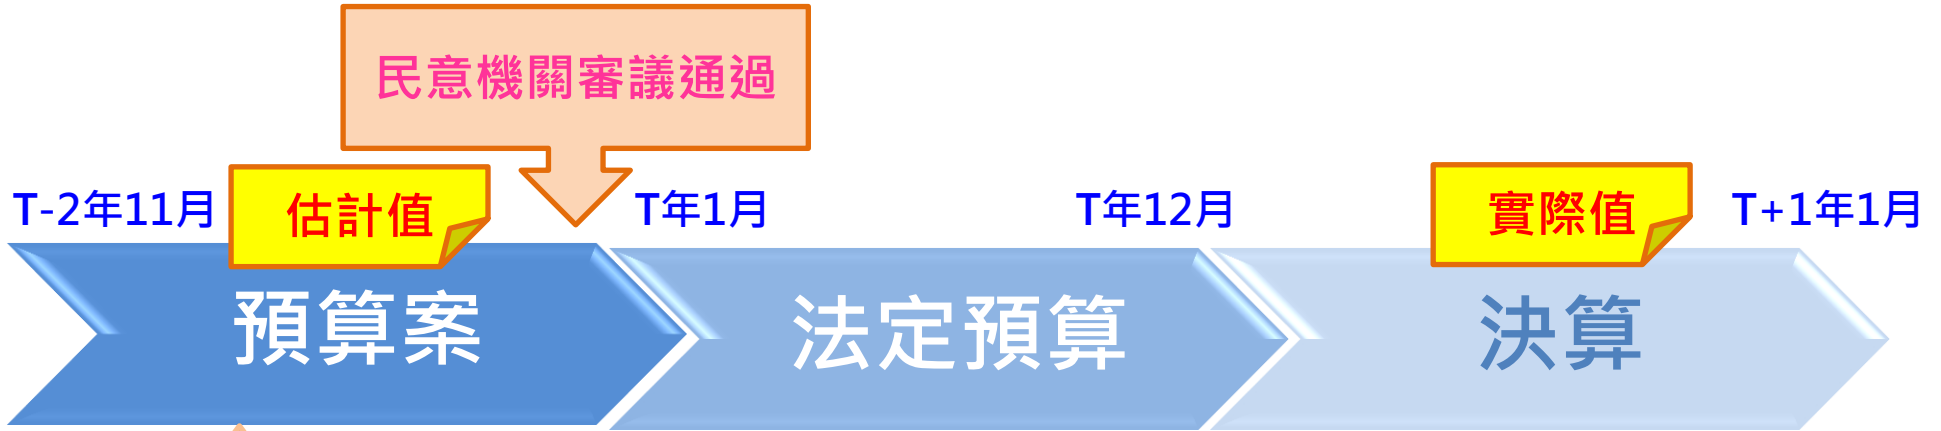 民意機關審議通過
T-2年11月
估計值
T年1月
T年12月
實際值
T+1年1月
預算案
法定預算
決算